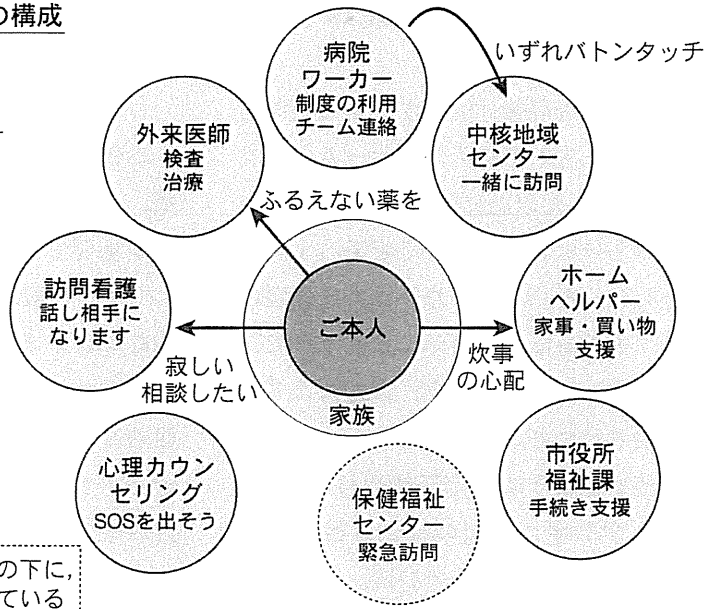 の構成
病院
ワーカー
制度の利用
チーム連絡
いずれバトンタッチ
外来医師
検査
治療
中核地域
センター
一緒に訪問
ふるえない薬を
訪問看護
話し相手に
なります
ご本人
ホーム
ヘルパー
家事・買い物
支援
寂しい
相談したい
炊事
の心配
家族
心理カウン
セリング
SOSを出そう
保健福祉
センター
緊急訪問
市役所
福祉課
手続き支援
の下に，
ている